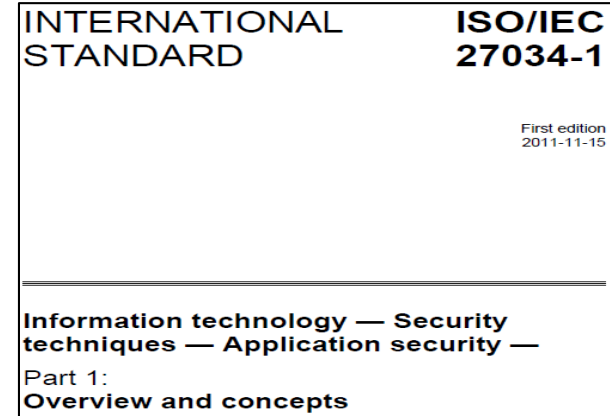 INTERNATIONAL STANDARD
ISO/IEC 27034-1
First edition
2011-11-15
Information technology — Security
techniques — Application security —
Part 1:
Overview and concepts